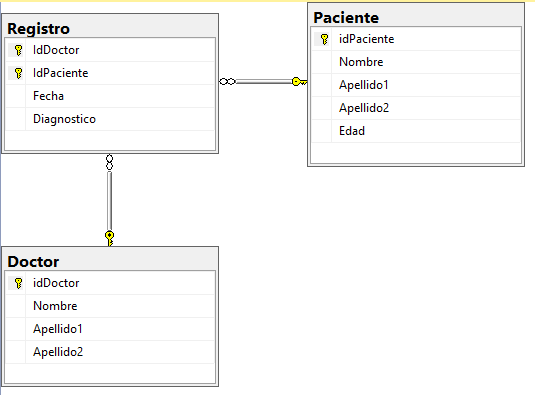 Registro
IdDoctor
IdPaciente
Fecha
Diagnostico
Paciente
idPaciente
Nombre
Apellido1
Apellido2
Edad
Doctor
idDoctor
Nombre
Apellido1
Apellido2